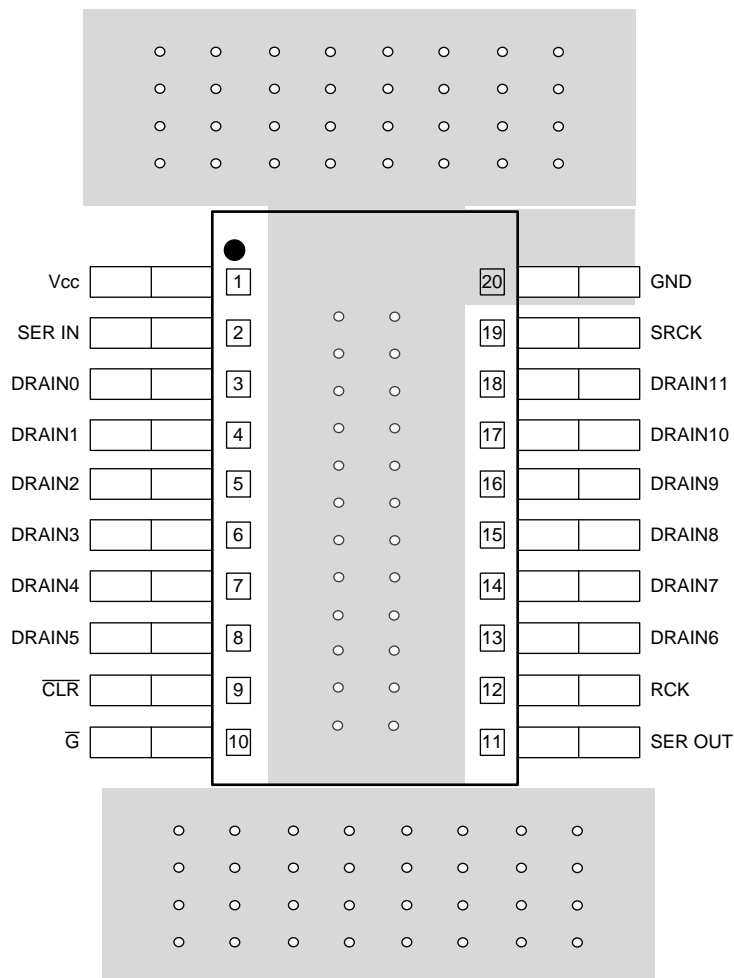 Vcc 1 20 GND
SER IN 2 19 SRCK
DRAIN0 3 18 DRAIN11
DRAIN1 4 17 DRAIN10
DRAIN2 5 16 DRAIN9
DRAIN3 6 15 DRAIN8
DRAIN4 7 14 DRAIN7
DRAIN5 8 13 DRAIN6
C̅L̅R̅ 9 12 RCK
G̅ 10 11 SER OUT